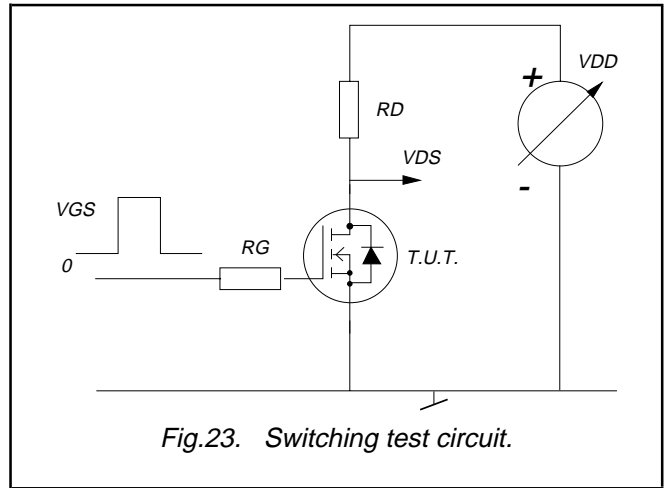 +
VDD
RD
VDS
-
VGS
RG
T.U.T.
0
Fig.23. Switching test circuit.